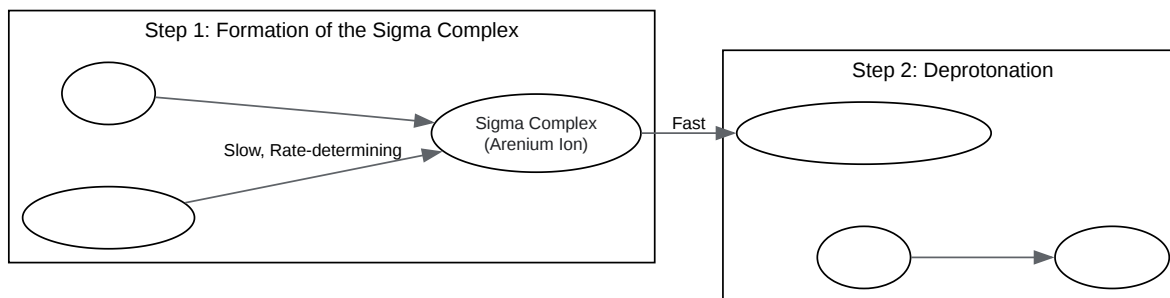 Step 1: Formation of the Sigma Complex
Sigma Complex
(Arenium Ion)
Slow, Rate-determining
Fast
Step 2: Deprotonation